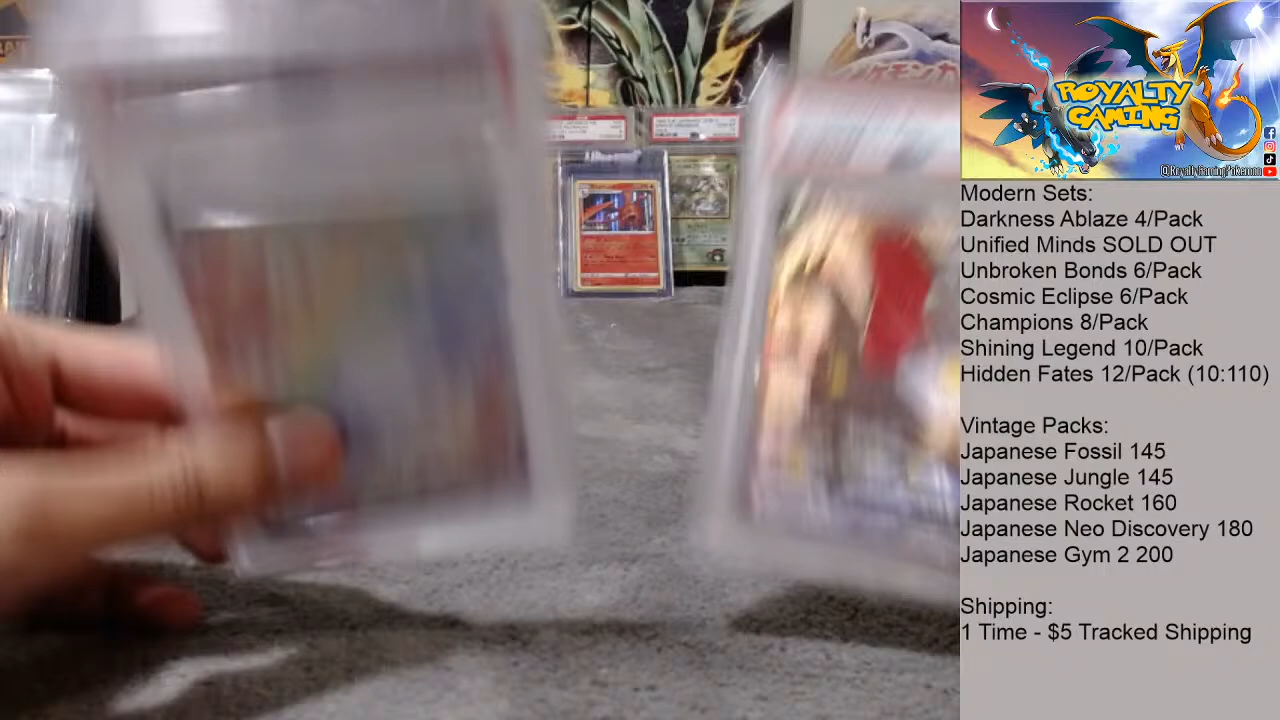 ROYALTY
GAMING
@RoyaltyGamingPokemon
Modern Sets:
Darkness Ablaze 4/Pack
Unified Minds SOLD OUT
Unbroken Bonds 6/Pack
Cosmic Eclipse 6/Pack
Champions 8/Pack
Shining Legend 10/Pack
Hidden Fates 12/Pack (10:110)
Vintage Packs:
Japanese Fossil 145
Japanese Jungle 145
Japanese Rocket 160
Japanese Neo Discovery 180
Japanese Gym 2 200
Shipping:
1 Time - $5 Tracked Shipping